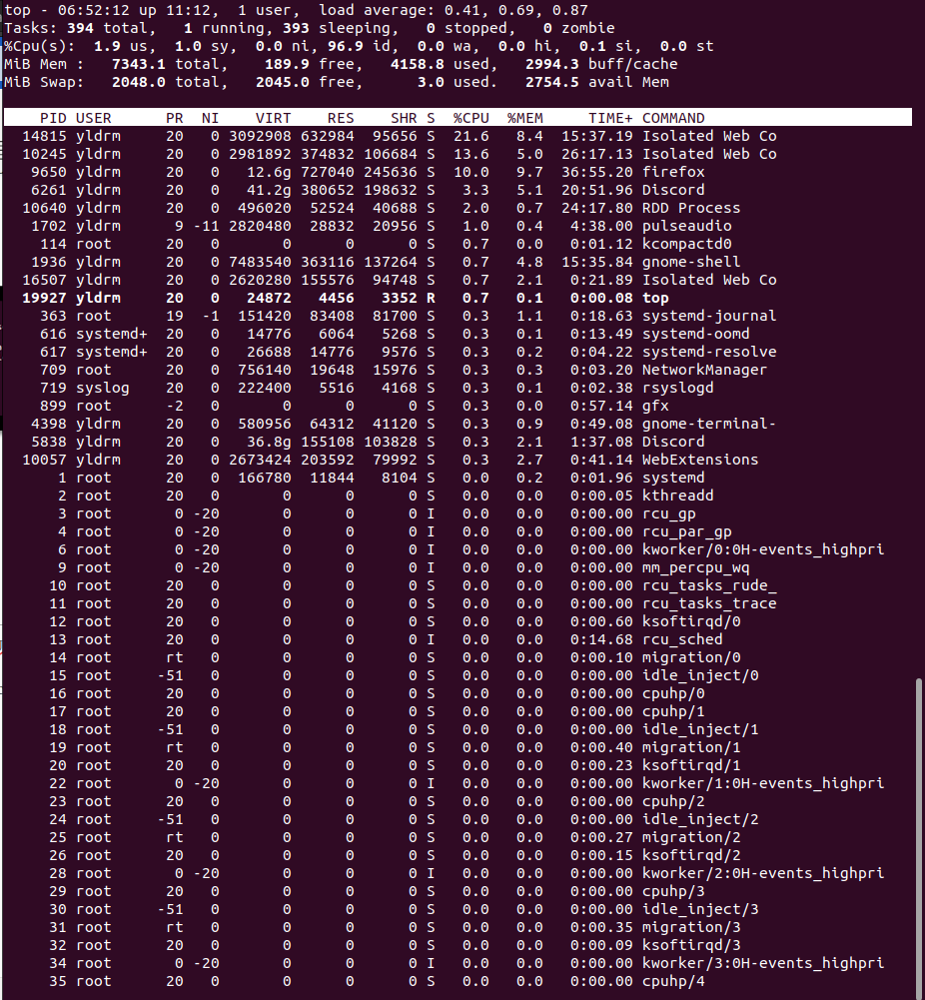 top - 06:52:12 up 11:12,  1 user,  load average: 0.41, 0.69, 0.87
Tasks: 394 total,   1 running, 393 sleeping,   0 stopped,   0 zombie
%Cpu(s):  1.9 us,  1.0 sy,  0.0 ni, 96.9 id,  0.0 wa,  0.0 hi,  0.1 si,  0.0 st
MiB Mem :   7343.1 total,    189.9 free,   4158.8 used,   2994.3 buff/cache
MiB Swap:   2048.0 total,   2045.0 free,      3.0 used.   2754.5 avail Mem
PID USER      PR  NI    VIRT    RES    SHR S  %CPU  %MEM     TIME+ COMMAND
14815 yldrm     20   0 3092908 632984  95656 S  21.6   8.4  15:37.19 Isolated Web Co
10245 yldrm     20   0 2981892 374832 106684 S  13.6   5.0  26:17.13 Isolated Web Co
9650 yldrm     20   0   12.6g 727040 245636 S  10.0   9.7  36:55.20 firefox
6261 yldrm     20   0   41.2g 380652 198632 S   3.3   5.1  20:51.96 Discord
10640 yldrm     20   0  496020  52524  40688 S   2.0   0.7  24:17.80 RDD Process
1702 yldrm      9 -11 2820480  28832  20956 S   1.0   0.4   4:38.00 pulseaudio
114 root      20   0       0      0      0 S   0.7   0.0   0:01.12 kcompactd0
1936 yldrm     20   0 7483540 363116 137264 S   0.7   4.8  15:35.84 gnome-shell
16507 yldrm     20   0 2620280 155576  94748 S   0.7   2.1   0:21.89 Isolated Web Co
19927 yldrm     20   0   24872   4456   3352 R   0.7   0.1   0:00.08 top
363 root      19  -1  151420  83408  81700 S   0.3   1.1   0:18.63 systemd-journal
616 systemd+  20   0   14776   6064   5268 S   0.3   0.1   0:13.49 systemd-oomd
617 systemd+  20   0   26688  14776   9576 S   0.3   0.2   0:04.22 systemd-resolve
709 root      20   0  756140  19648  15976 S   0.3   0.3   0:03.20 NetworkManager
719 syslog    20   0  222400   5516   4168 S   0.3   0.1   0:02.38 rsyslogd
899 root      -2   0       0      0      0 S   0.3   0.0   0:57.14 gfx
4398 yldrm     20   0  580956  64312  41120 S   0.3   0.9   0:49.08 gnome-terminal-
5838 yldrm     20   0   36.8g 155108 103828 S   0.3   2.1   1:37.08 Discord
10057 yldrm     20   0 2673424 203592  79992 S   0.3   2.7   0:41.14 WebExtensions
1 root      20   0  166780  11844   8104 S   0.0   0.2   0:01.96 systemd
2 root      20   0       0      0      0 S   0.0   0.0   0:00.05 kthreadd
3 root       0 -20       0      0      0 I   0.0   0.0   0:00.00 rcu_gp
4 root       0 -20       0      0      0 I   0.0   0.0   0:00.00 rcu_par_gp
6 root       0 -20       0      0      0 I   0.0   0.0   0:00.00 kworker/0:0H-events_highpri
9 root       0 -20       0      0      0 I   0.0   0.0   0:00.00 mm_percpu_wq
10 root      20   0       0      0      0 S   0.0   0.0   0:00.00 rcu_tasks_rude_
11 root      20   0       0      0      0 S   0.0   0.0   0:00.00 rcu_tasks_trace
12 root      20   0       0      0      0 S   0.0   0.0   0:00.60 ksoftirqd/0
13 root      20   0       0      0      0 I   0.0   0.0   0:14.68 rcu_sched
14 root      rt   0       0      0      0 S   0.0   0.0   0:00.10 migration/0
15 root     -51   0       0      0      0 S   0.0   0.0   0:00.00 idle_inject/0
16 root      20   0       0      0      0 S   0.0   0.0   0:00.00 cpuhp/0
17 root      20   0       0      0      0 S   0.0   0.0   0:00.00 cpuhp/1
18 root     -51   0       0      0      0 S   0.0   0.0   0:00.00 idle_inject/1
19 root      rt   0       0      0      0 S   0.0   0.0   0:00.40 migration/1
20 root      20   0       0      0      0 S   0.0   0.0   0:00.23 ksoftirqd/1
22 root       0 -20       0      0      0 I   0.0   0.0   0:00.00 kworker/1:0H-events_highpri
23 root      20   0       0      0      0 S   0.0   0.0   0:00.00 cpuhp/2
24 root     -51   0       0      0      0 S   0.0   0.0   0:00.00 idle_inject/2
25 root      rt   0       0      0      0 S   0.0   0.0   0:00.27 migration/2
26 root      20   0       0      0      0 S   0.0   0.0   0:00.15 ksoftirqd/2
28 root       0 -20       0      0      0 I   0.0   0.0   0:00.00 kworker/2:0H-events_highpri
29 root      20   0       0      0      0 S   0.0   0.0   0:00.00 cpuhp/3
30 root     -51   0       0      0      0 S   0.0   0.0   0:00.00 idle_inject/3
31 root      rt   0       0      0      0 S   0.0   0.0   0:00.35 migration/3
32 root      20   0       0      0      0 S   0.0   0.0   0:00.09 ksoftirqd/3
34 root       0 -20       0      0      0 I   0.0   0.0   0:00.00 kworker/3:0H-events_highpri
35 root      20   0       0      0      0 S   0.0   0.0   0:00.00 cpuhp/4